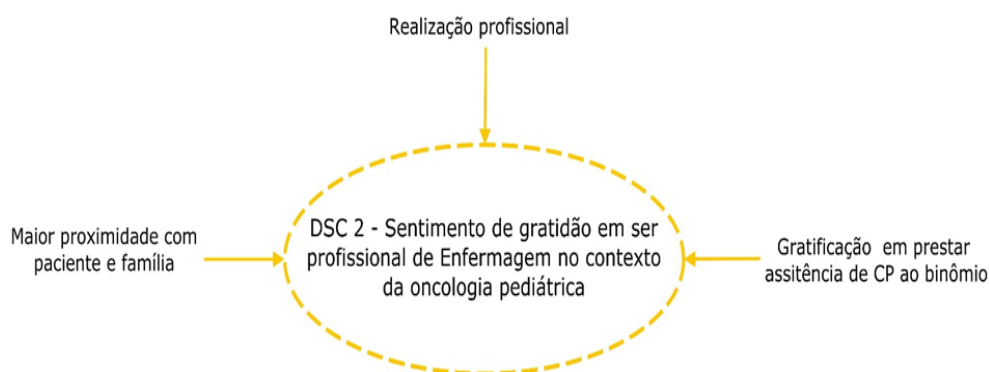 Realização profissional
Maior proximidade com
paciente e família
DSC 2 - Sentimento de gratidão em ser
profissional de Enfermagem no contexto
da oncologia pediátrica
Gratificação em prestar
assitência de CP ao binômio